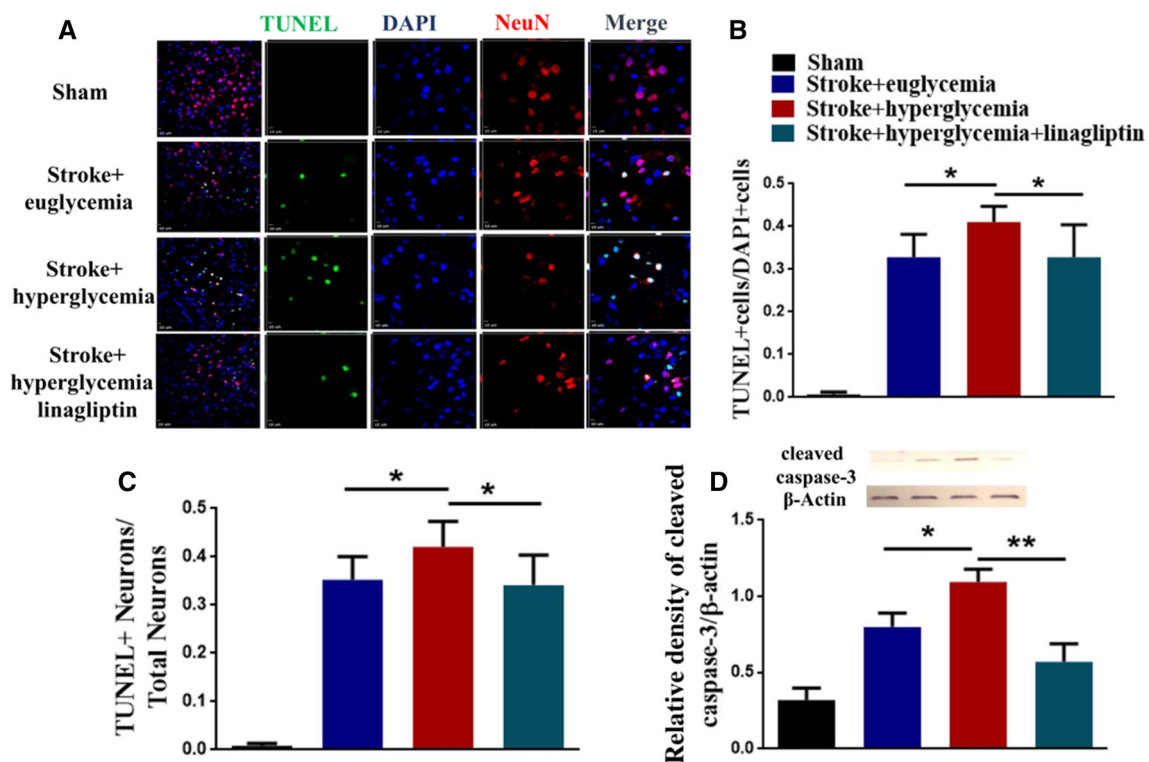 A
TUNEL DAPI NeuN Merge
Sham
Stroke+
euglycemia
Stroke+
hyperglycemia
Stroke+
hyperglycemia
linagliptin
B
Sham
Stroke+euglycemia
Stroke+hyperglycemia
Stroke+hyperglycemia+linagliptin
TUNEL+cells/DAPI+cells
0.5
0.4
0.3
0.2
0.1
0.0
* *
C
TUNEL+ Neurons/
Total Neurons
0.5
0.4
0.3
0.2
0.1
0.0
* *
D
cleaved
caspase-3
β-Actin
Relative density of cleaved
caspase-3/β-actin
1.5
1.0
0.5
0.0
* **